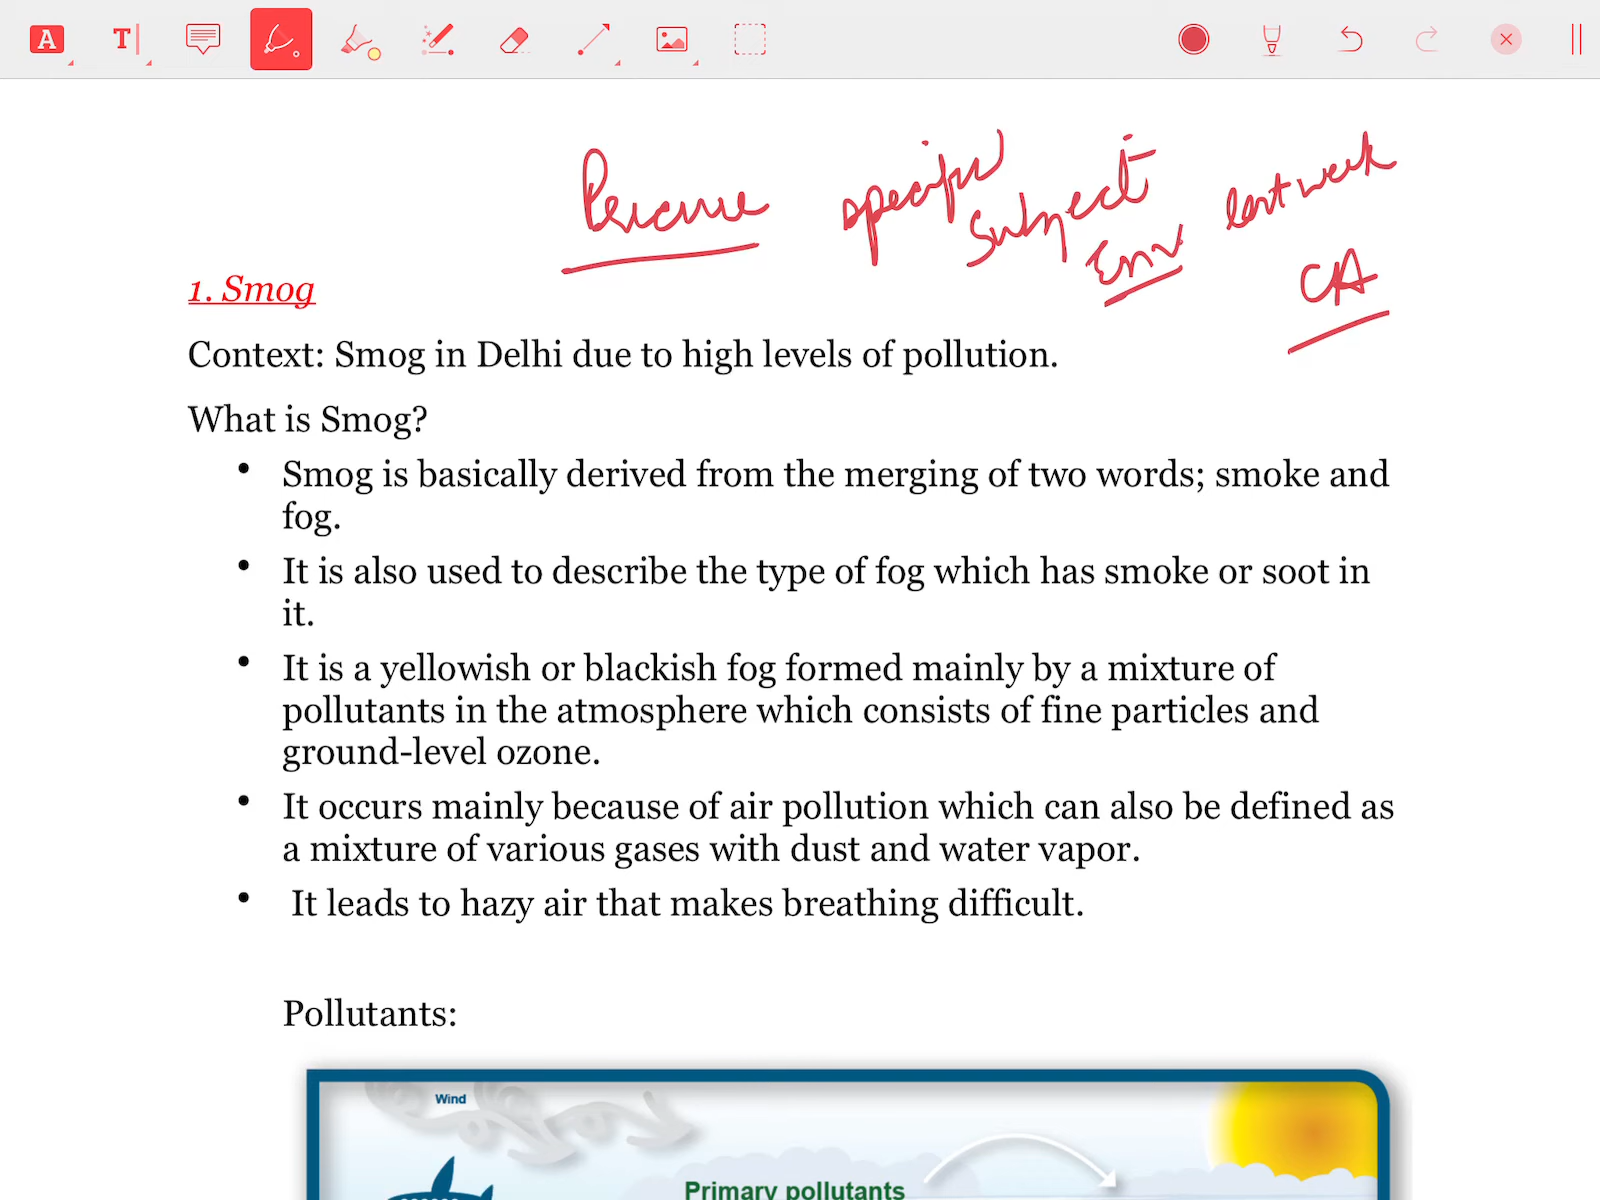 specific
Subject
Env
last week
CA
1. Smog
Context: Smog in Delhi due to high levels of pollution.
What is Smog?
• Smog is basically derived from the merging of two words; smoke and
fog.
• It is also used to describe the type of fog which has smoke or soot in
it.
• It is a yellowish or blackish fog formed mainly by a mixture of
pollutants in the atmosphere which consists of fine particles and
ground-level ozone.
• It occurs mainly because of air pollution which can also be defined as
a mixture of various gases with dust and water vapor.
• It leads to hazy air that makes breathing difficult.
Pollutants:
Wind
Primary pollutants